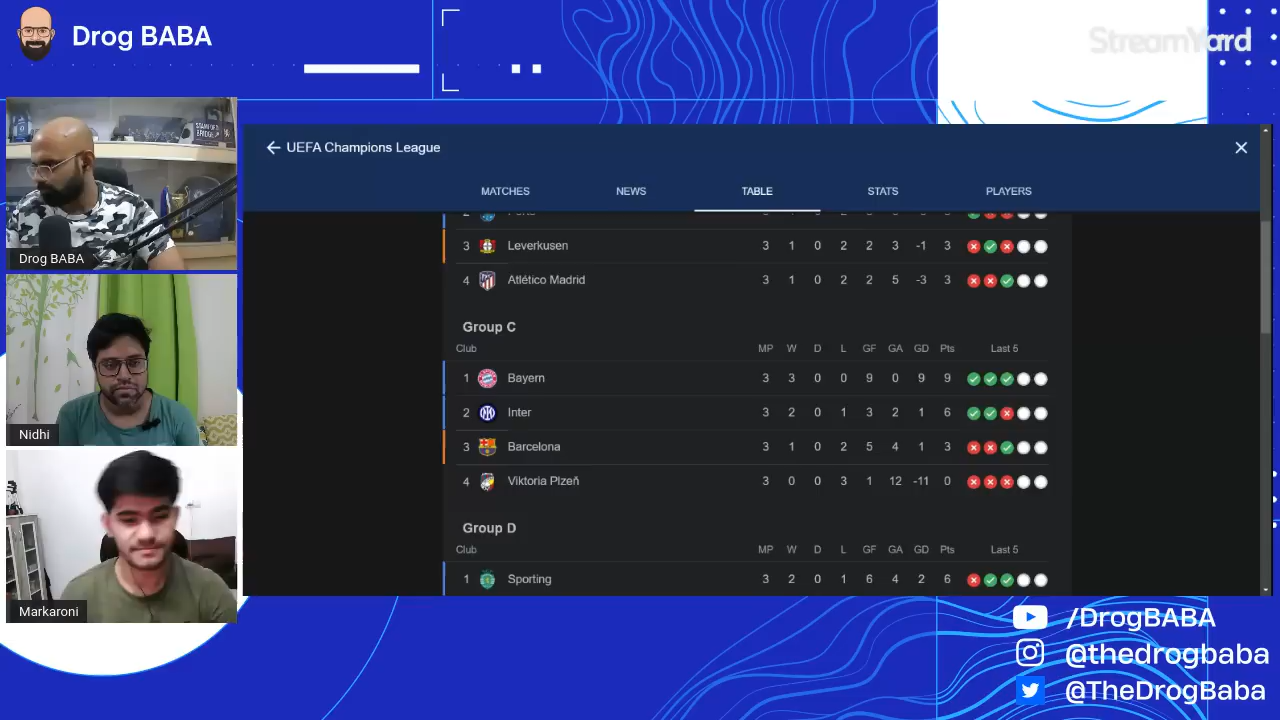 Drog BABA
StreamYard
STAMFORD
BRIDGE
Drog BABA
Nidhi
Markaroni
UEFA Champions League
MATCHES NEWS TABLE STATS PLAYERS
3 Leverkusen 3 1 0 2 2 3 -1 3
4 Atlético Madrid 3 1 0 2 2 5 -3 3
Group C
Club MP W D L GF GA GD Pts Last 5
1 Bayern 3 3 0 0 9 0 9 9
2 Inter 3 2 0 1 3 2 1 6
3 Barcelona 3 1 0 2 5 4 1 3
4 Viktoria Plzeň 3 0 0 3 1 12 -11 0
Group D
Club MP W D L GF GA GD Pts Last 5
1 Sporting 3 2 0 1 6 4 2 6
/DrogBABA
@thedrogbaba
@TheDrogBaba